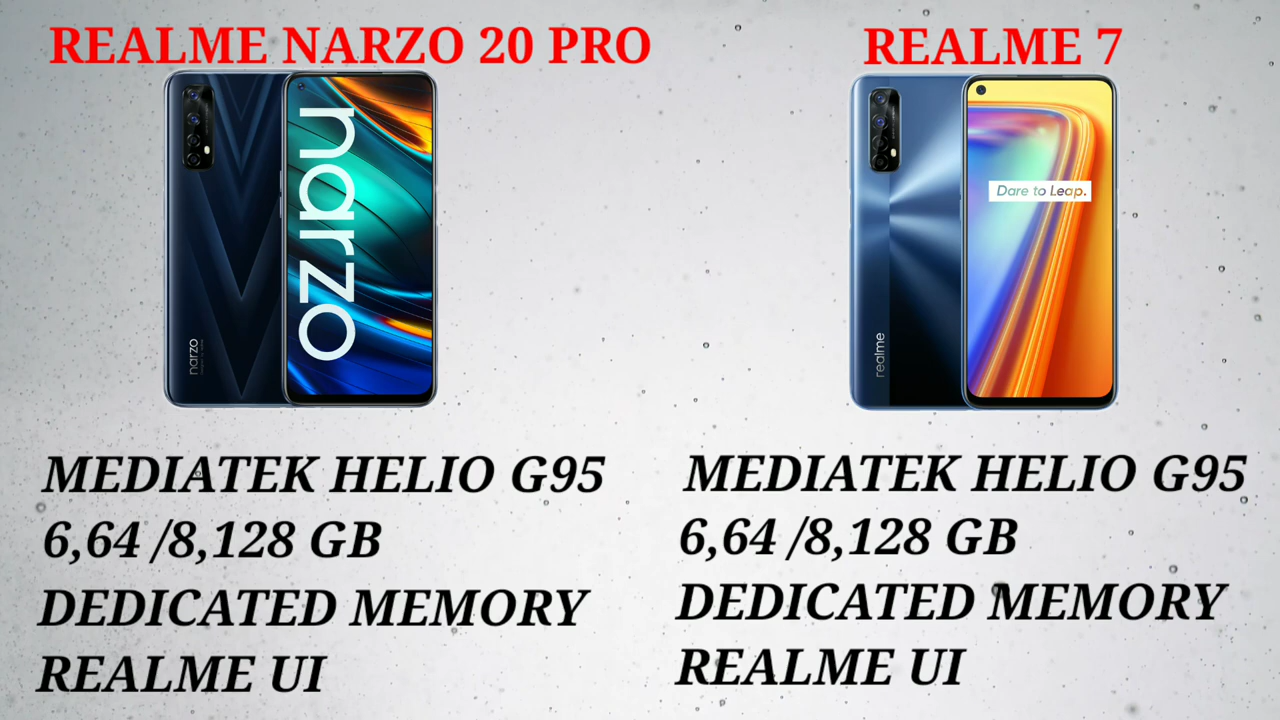 REALME NARZO 20 PRO
REALME 7
narzo
narzo
Dare to Leap.
realme
MEDIATEK HELIO G95
6,64 /8,128 GB
DEDICATED MEMORY
REALME UI
MEDIATEK HELIO G95
6,64 /8,128 GB
DEDICATED MEMORY
REALME UI